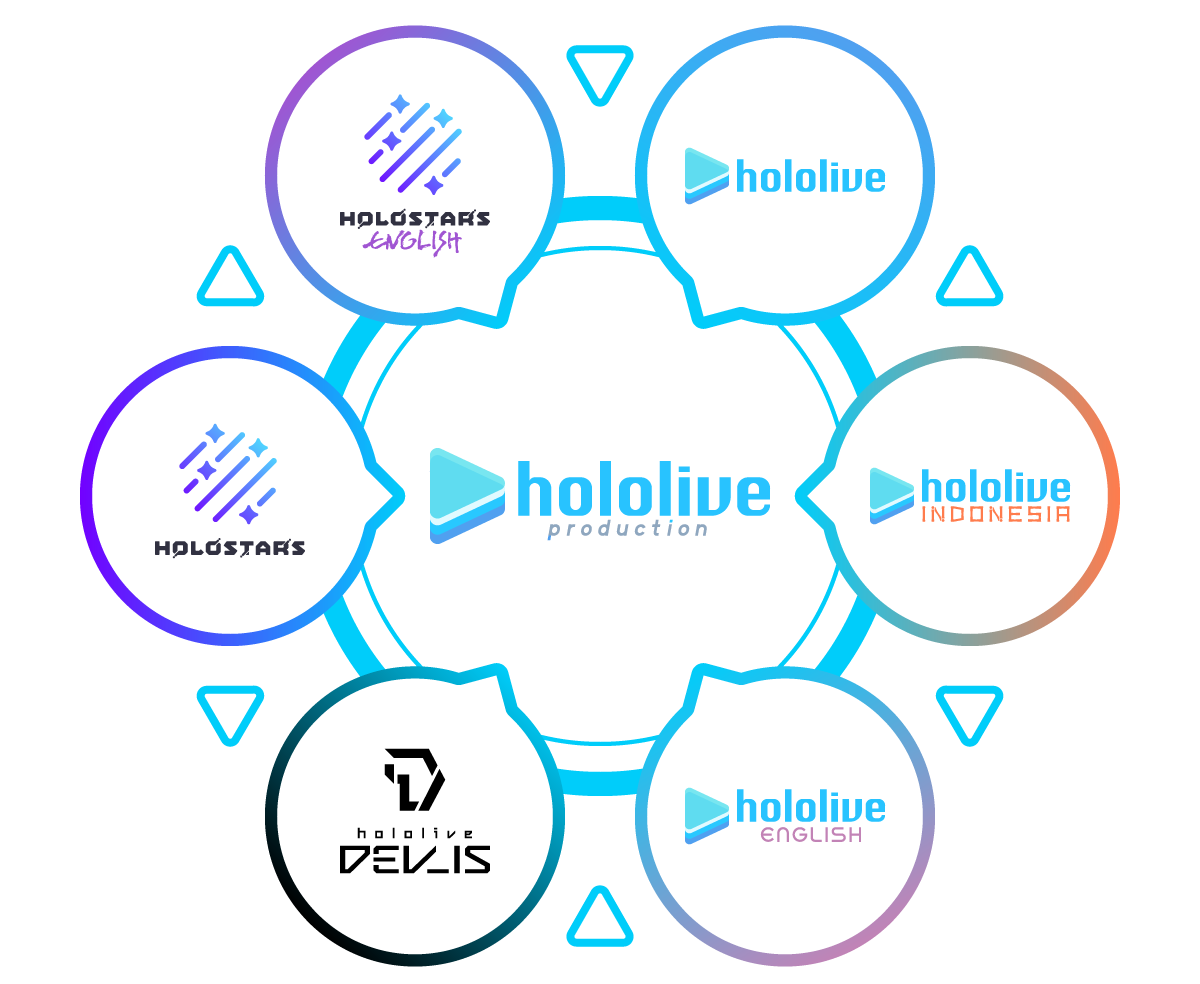 HOLOSTARS
ENGLISH
hololive
HOLOSTARS
hololive
production
hololive
INDONESIA
hololive
DEV_IS
hololive
ENGLISH